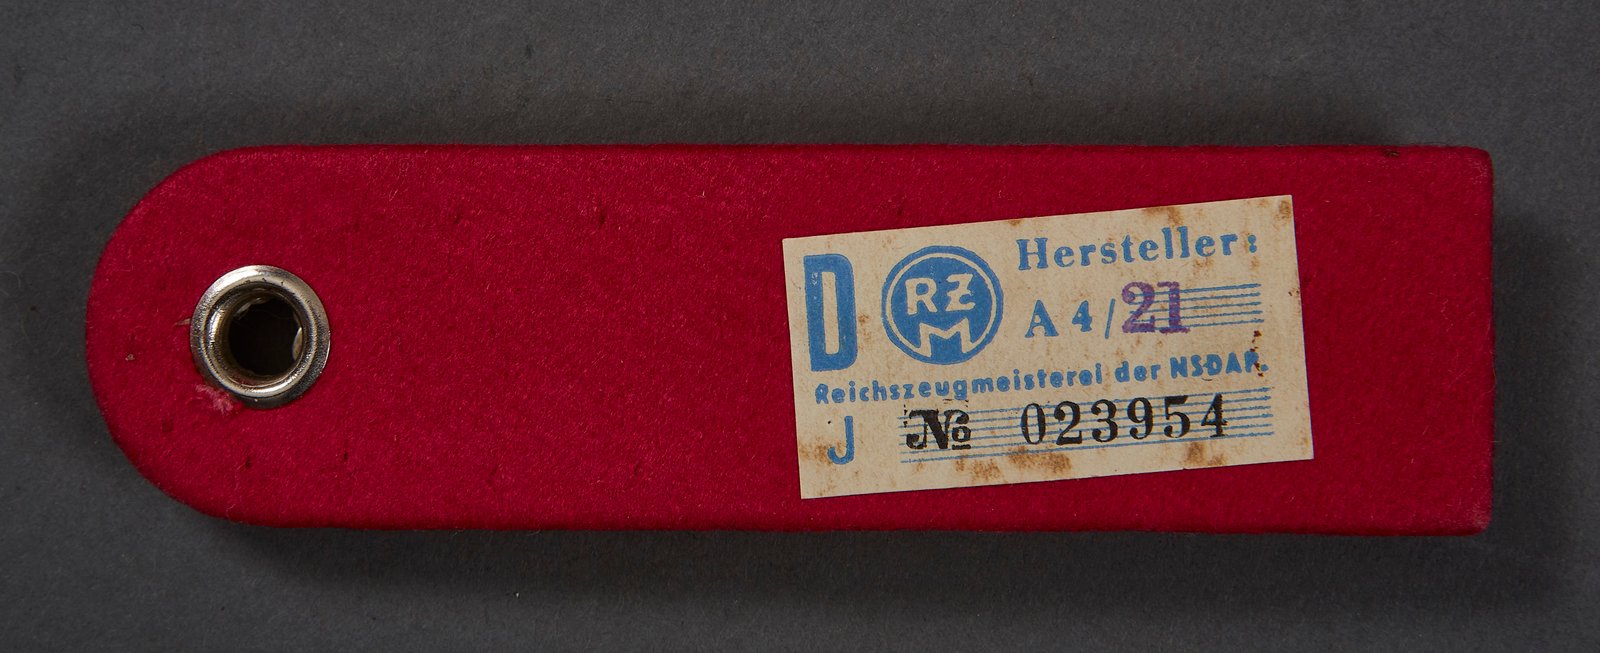 D RZM Hersteller:
A 4/21
Reichszeugmeisterei der NSDAP.
J № 023954